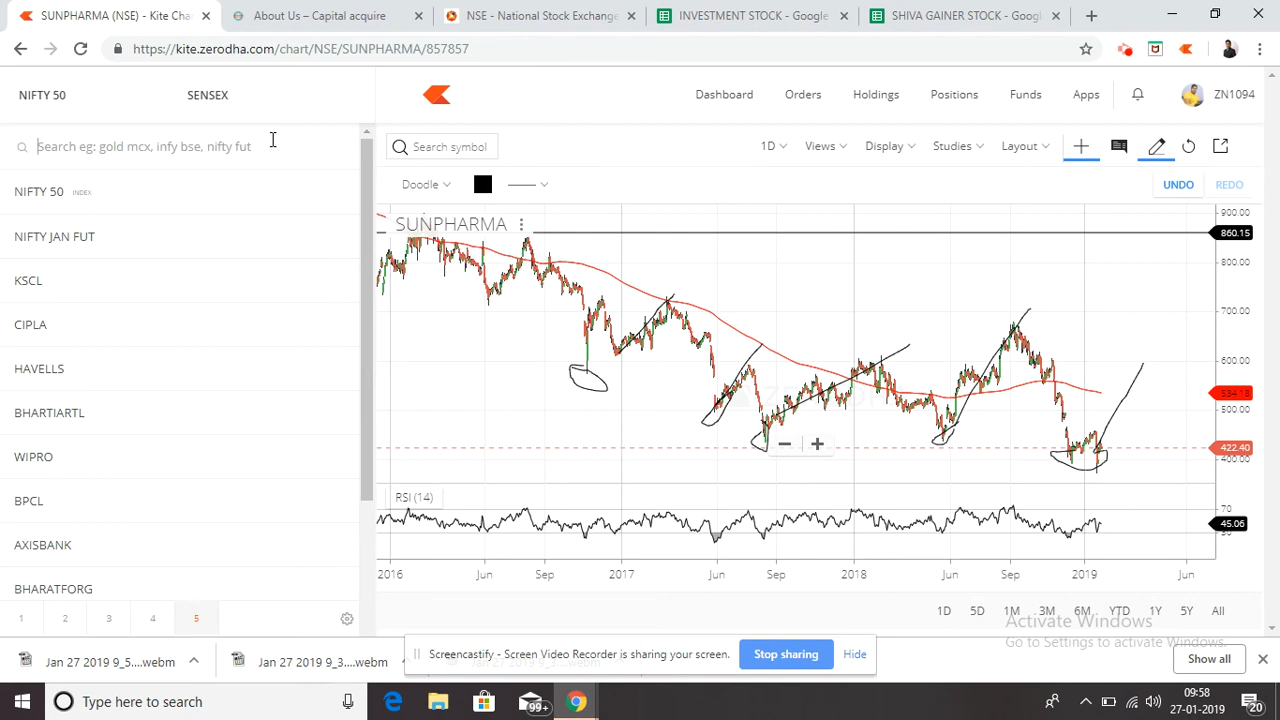 SUNPHARMA (NSE) - Kite Cha
About Us – Capital acquire
NSE - National Stock Exchange
INVESTMENT STOCK - Google
SHIVA GAINER STOCK - Goog
https://kite.zerodha.com/chart/NSE/SUNPHARMA/857857
NIFTY 50
SENSEX
Dashboard
Orders
Holdings
Positions
Funds
Apps
ZN1094
Search eg: gold mcx, infy bse, nifty fut
NIFTY 50 INDEX
NIFTY JAN FUT
KSCL
CIPLA
HAVELLS
BHARTIARTL
WIPRO
BPCL
AXISBANK
BHARATFORG
1 2 3 4 5
Search symbol
1D
Views
Display
Studies
Layout
Doodle
UNDO
REDO
SUNPHARMA
900.00
860.15
800.00
700.00
600.00
534.18
500.00
422.40
400.00
RSI (14)
70
45.06
30
2016 Jun Sep 2017 Jun Sep 2018 Jun Sep 2019 Jun
1D 5D 1M 3M 6M YTD 1Y 5Y All
Activate Windows
Go to Settings to activate Windows.
Screencastify - Screen Video Recorder is sharing your screen.
Stop sharing
Hide
Jan 27 2019 9_5....webm
Jan 27 2019 9_3....webm
Show all
Type here to search
99+
09:58
27-01-2019
20